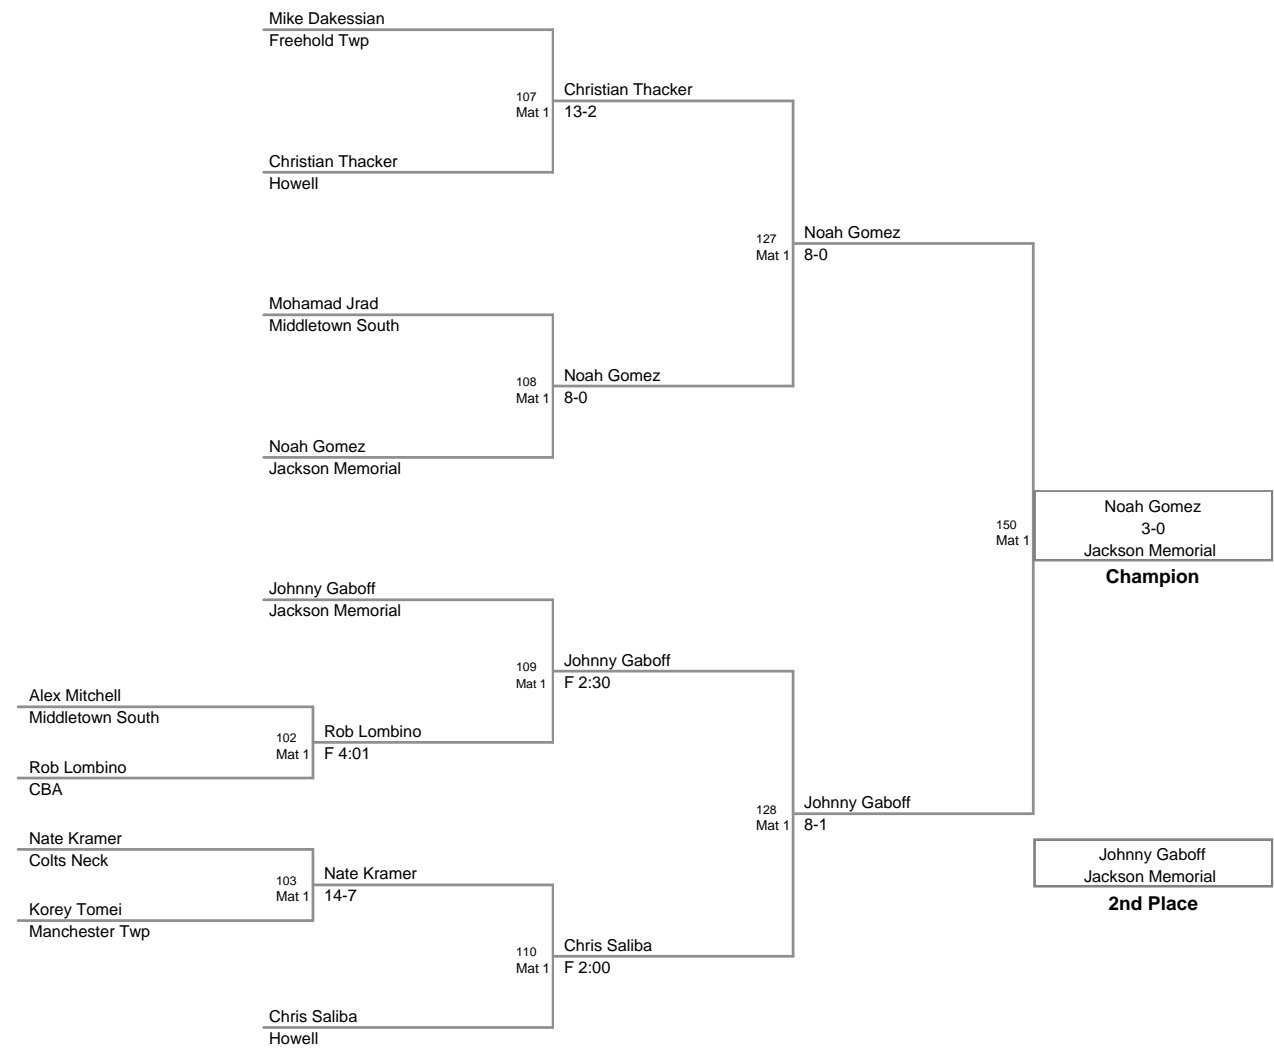 Mike Dakessian
Freehold Twp
107
Mat 1
Christian Thacker
13-2
Christian Thacker
Howell
127
Mat 1
Noah Gomez
8-0
Mohamad Jrad
Middletown South
108
Mat 1
Noah Gomez
8-0
Noah Gomez
Jackson Memorial
150
Mat 1
Noah Gomez
3-0
Jackson Memorial
Champion
Johnny Gaboff
Jackson Memorial
109
Mat 1
Johnny Gaboff
F 2:30
Alex Mitchell
Middletown South
102
Mat 1
Rob Lombino
F 4:01
Rob Lombino
CBA
128
Mat 1
Johnny Gaboff
8-1
Nate Kramer
Colts Neck
103
Mat 1
Nate Kramer
14-7
Korey Tomei
Manchester Twp
Johnny Gaboff
Jackson Memorial
2nd Place
110
Mat 1
Chris Saliba
F 2:00
Chris Saliba
Howell